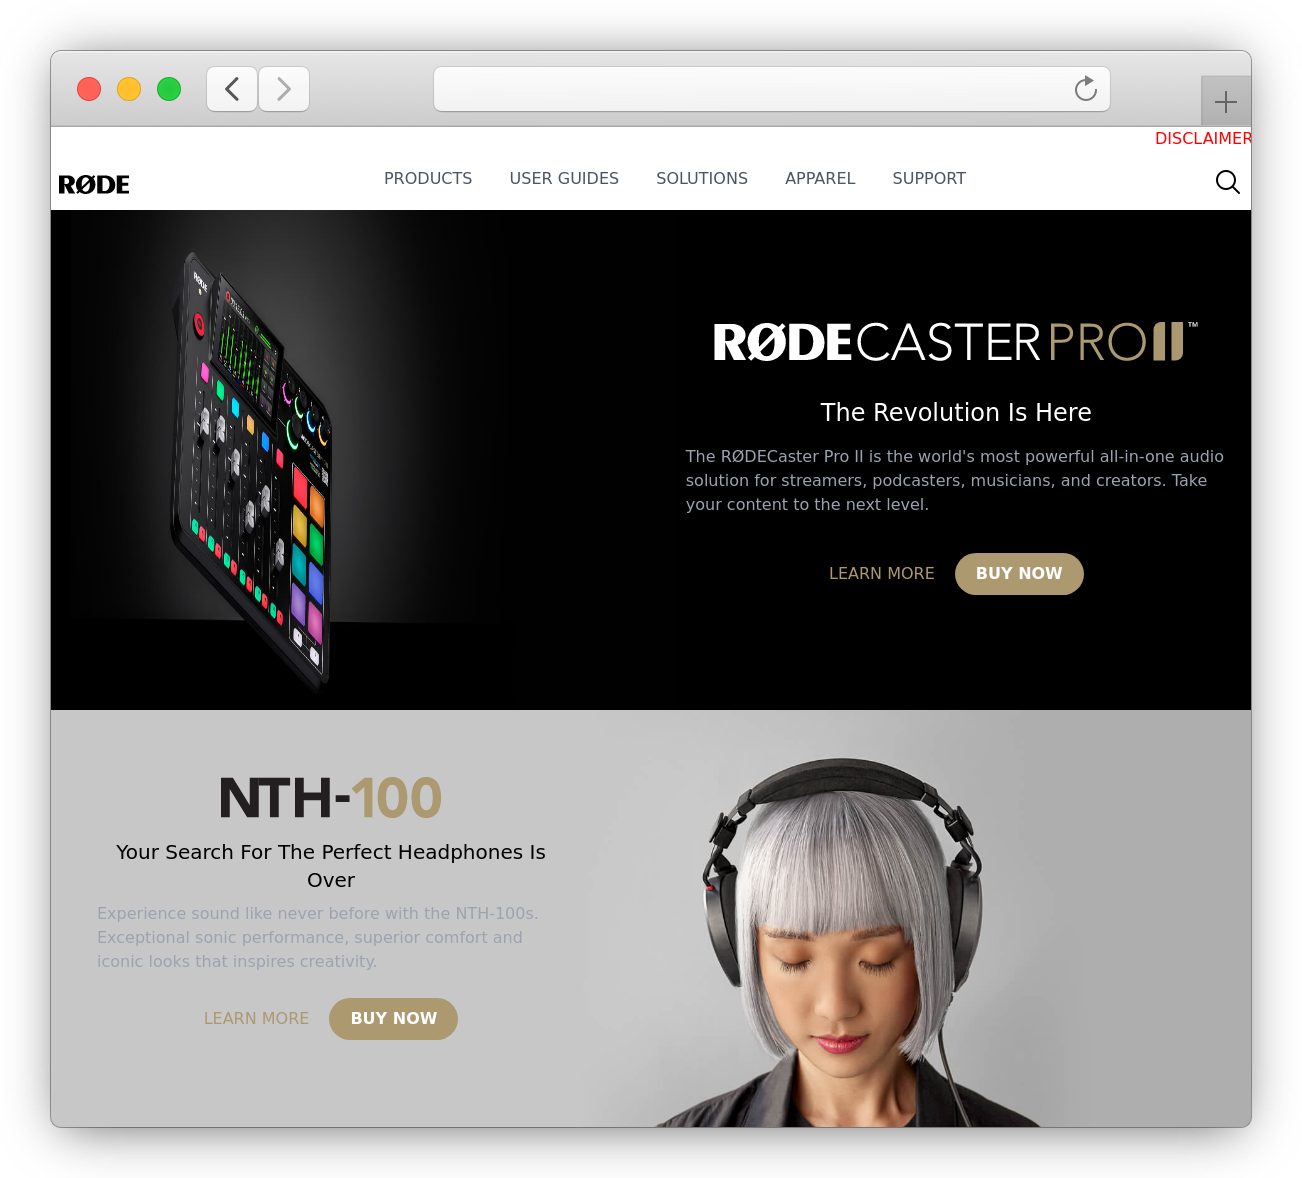 DISCLAIMER
RØDE
PRODUCTS USER GUIDES SOLUTIONS APPAREL SUPPORT
RØDE
RØDECASTER PRO II™
The Revolution Is Here
The RØDECaster Pro II is the world's most powerful all-in-one audio
solution for streamers, podcasters, musicians, and creators. Take
your content to the next level.
LEARN MORE BUY NOW
NTH-100
Your Search For The Perfect Headphones Is
Over
Experience sound like never before with the NTH-100s.
Exceptional sonic performance, superior comfort and
iconic looks that inspires creativity.
LEARN MORE BUY NOW